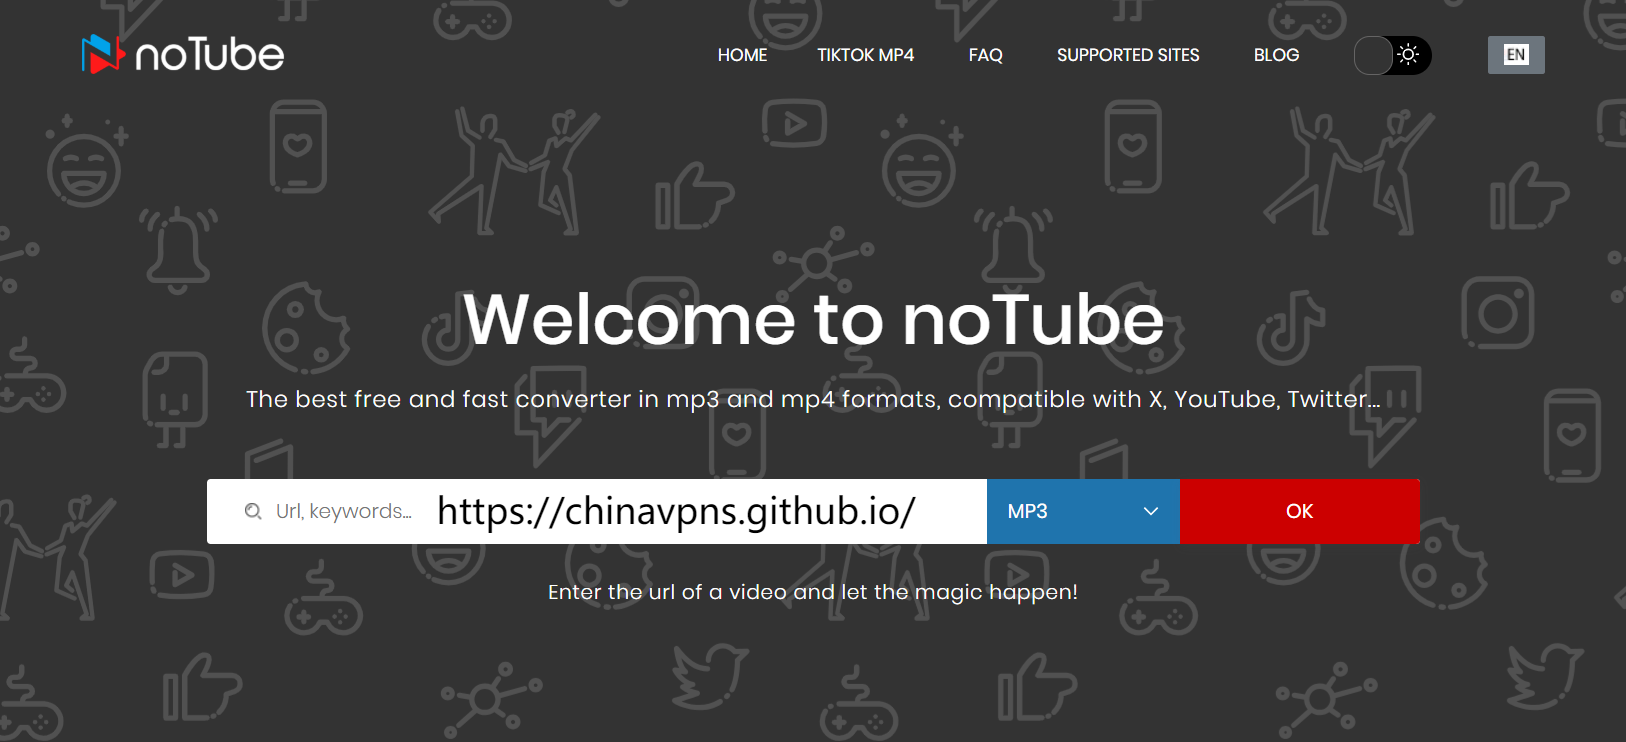 noTube
HOME TIKTOK MP4 FAQ SUPPORTED SITES BLOG EN
Welcome to noTube
The best free and fast converter in mp3 and mp4 formats, compatible with X, YouTube, Twitter...
Url, keywords... https://chinavpns.github.io/ MP3 OK
Enter the url of a video and let the magic happen!